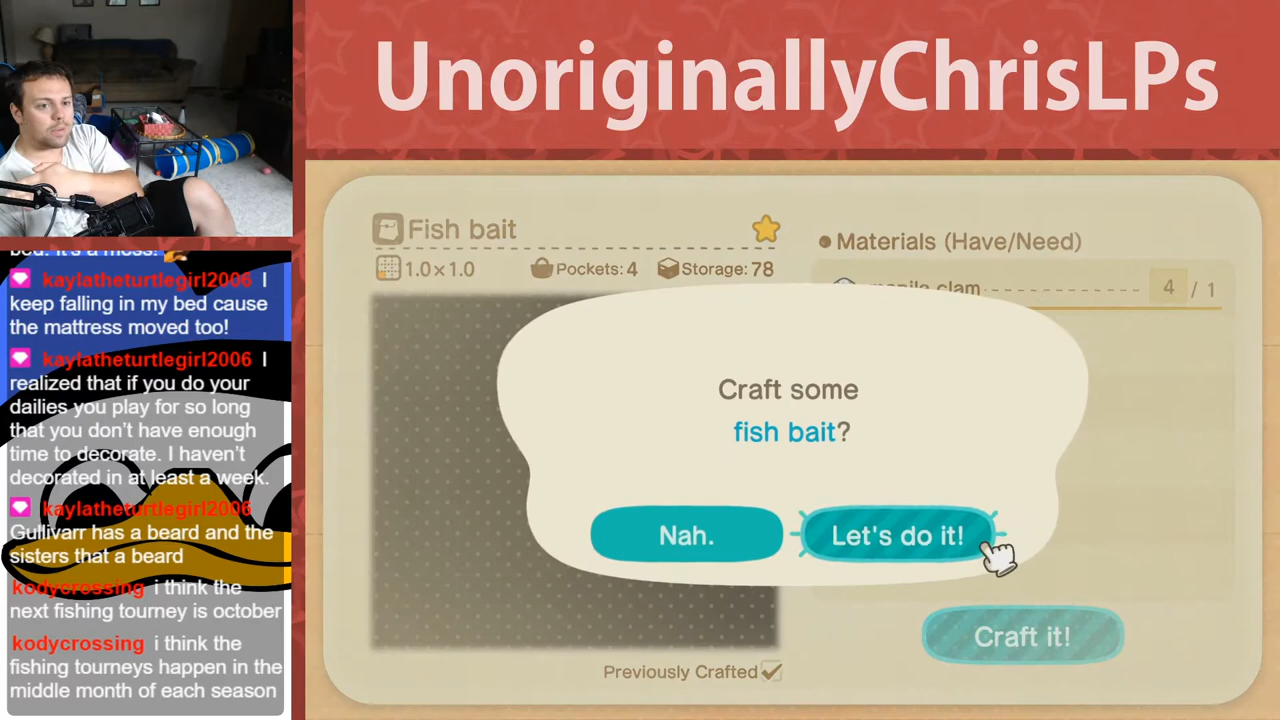 UnoriginallyChrisLPs
bed. it's a mess!
kaylatheturtlegirl2006 I
keep falling in my bed cause
the mattress moved too!
kaylatheturtlegirl2006 I
realized that if you do your
dailies you play for so long
that you don't have enough
time to decorate. I haven't
decorated in at least a week.
kaylatheturtlegirl2006
Gullivarr has a beard and the
sisters that a beard
kodycrossing i think the
next fishing tourney is october
kodycrossing i think the
fishing tourneys happen in the
middle month of each season
Fish bait
1.0×1.0 Pockets: 4 Storage: 78
Materials (Have/Need)
manila clam 4 / 1
Craft some
fish bait?
Nah. Let's do it!
Craft it!
Previously Crafted